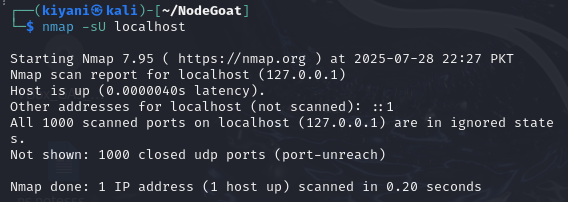 ┌──(kiyani㉿kali)-[~/NodeGoat]
└─$ nmap -sU localhost
Starting Nmap 7.95 ( https://nmap.org ) at 2025-07-28 22:27 PKT
Nmap scan report for localhost (127.0.0.1)
Host is up (0.0000040s latency).
Other addresses for localhost (not scanned): ::1
All 1000 scanned ports on localhost (127.0.0.1) are in ignored state
s.
Not shown: 1000 closed udp ports (port-unreach)
Nmap done: 1 IP address (1 host up) scanned in 0.20 seconds